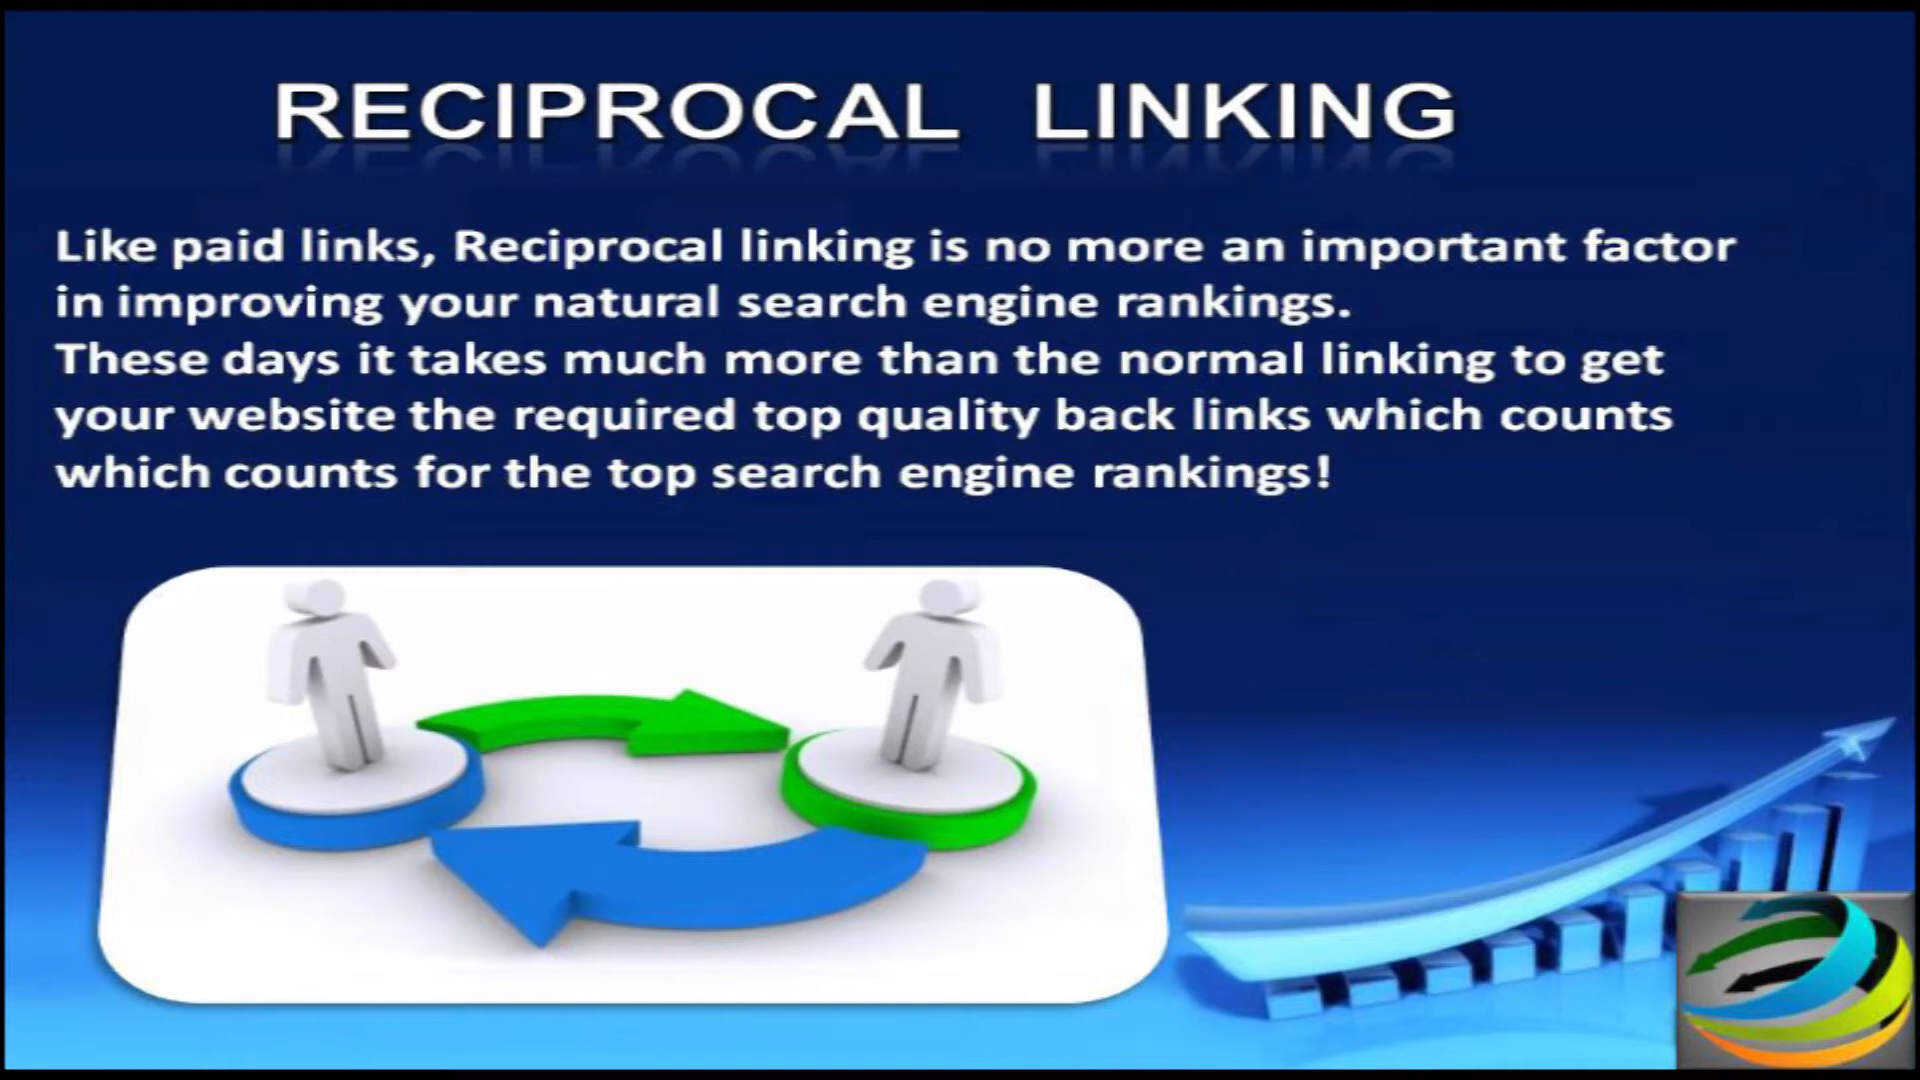 RECIPROCAL LINKING
Like paid links, Reciprocal linking is no more an important factor
in improving your natural search engine rankings.
These days it takes much more than the normal linking to get
your website the required top quality back links which counts
which counts for the top search engine rankings!